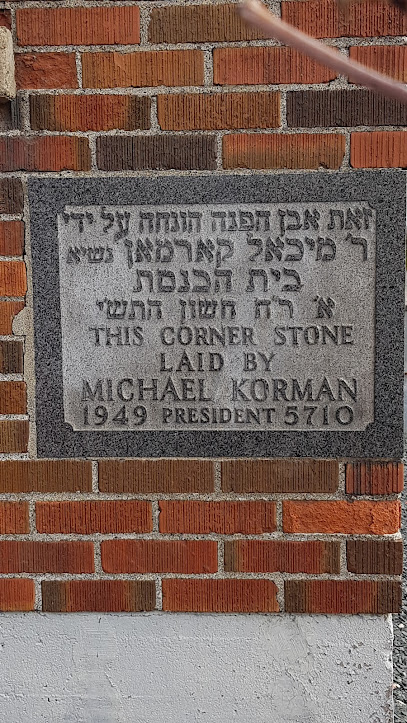 זאת אבן הפנה הונחה על ידי
ר' מיכאל קארמאן נשיא
בית הכנסת
א' ר"ח חשון התש"י
THIS CORNER STONE
LAID BY
MICHAEL KORMAN
1949 PRESIDENT 5710